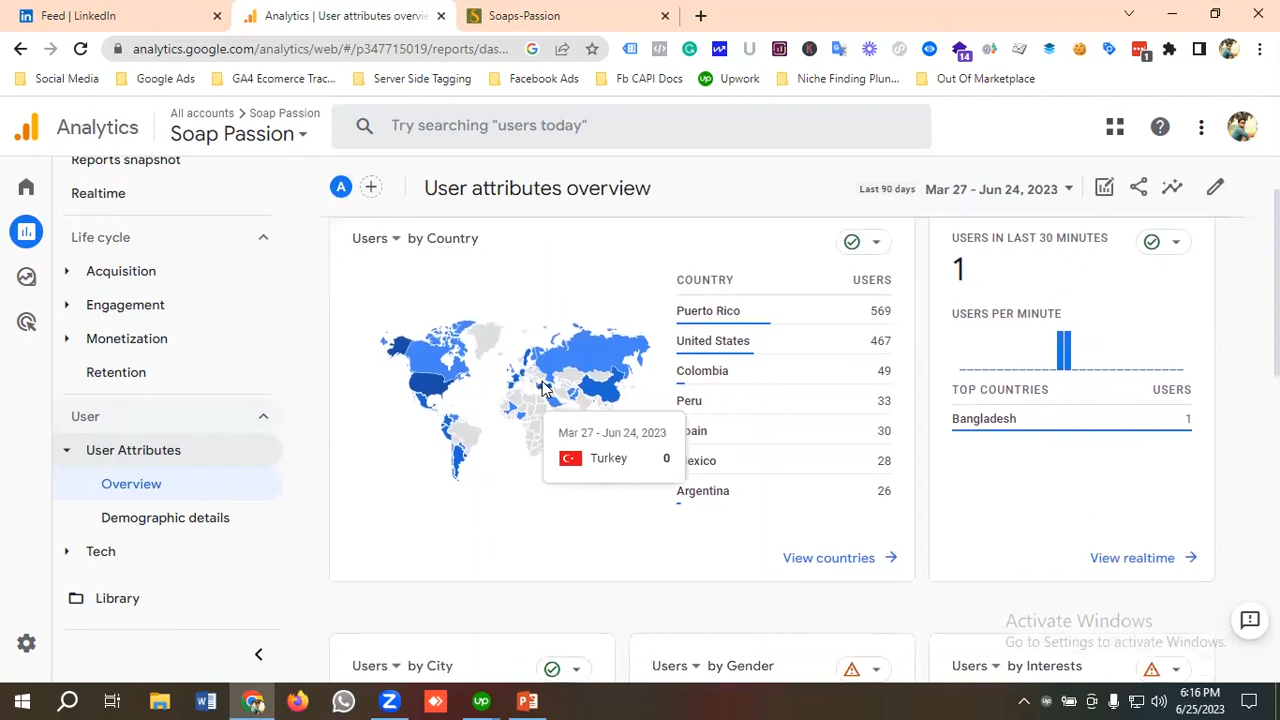 Feed | LinkedIn
Analytics | User attributes overvie
Soaps-Passion
analytics.google.com/analytics/web/#/p347715019/reports/das...
14
1
Social Media
Google Ads
GA4 Ecomerce Trac...
Server Side Tagging
Facebook Ads
Fb CAPI Docs
Upwork
Niche Finding Plun...
Out Of Marketplace
Analytics
All accounts > Soap Passion
Soap Passion
Try searching "users today"
Reports snapshot
Realtime
Life cycle
Acquisition
Engagement
Monetization
Retention
User
User Attributes
Overview
Demographic details
Tech
Library
A
User attributes overview
Last 90 days
Mar 27 - Jun 24, 2023
Users by Country
COUNTRY USERS
Puerto Rico 569
United States 467
Colombia 49
Peru 33
ain 30
exico 28
Argentina 26
Mar 27 - Jun 24, 2023
Turkey 0
View countries
USERS IN LAST 30 MINUTES
1
USERS PER MINUTE
TOP COUNTRIES USERS
Bangladesh 1
View realtime
Activate Windows
Go to Settings to activate Windows.
Users by City
Users by Gender
Users by Interests
6:16 PM
6/25/2023